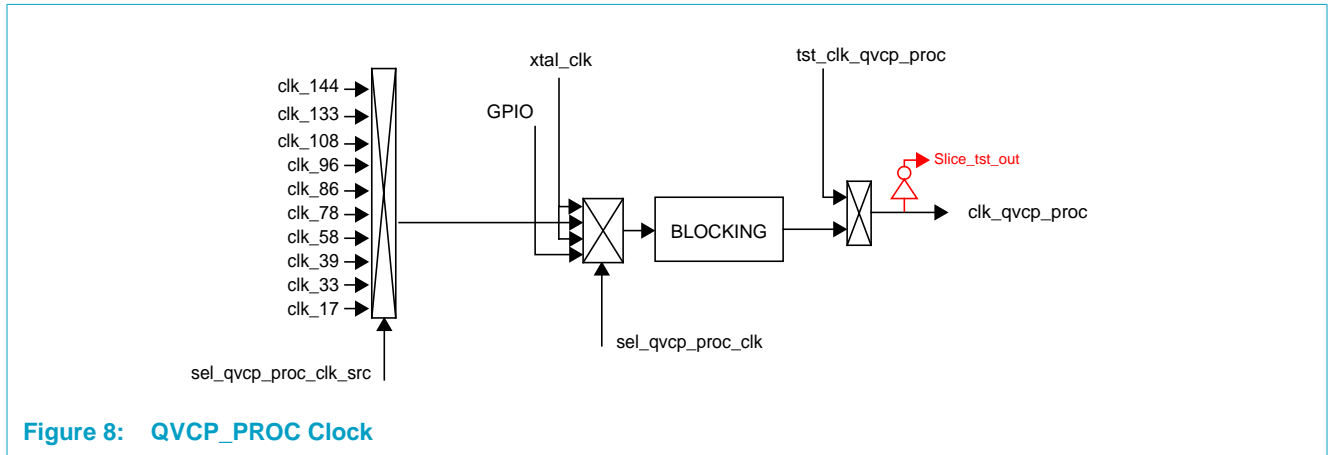 xtal_clk
tst_clk_qvcp_proc
clk_144
GPIO
clk_133
clk_108
clk_96
Slice_tst_out
clk_86
clk_78
clk_qvcp_proc
BLOCKING
clk_58
clk_39
clk_33
clk_17
sel_qvcp_proc_clk
sel_qvcp_proc_clk_src
Figure 8: QVCP_PROC Clock